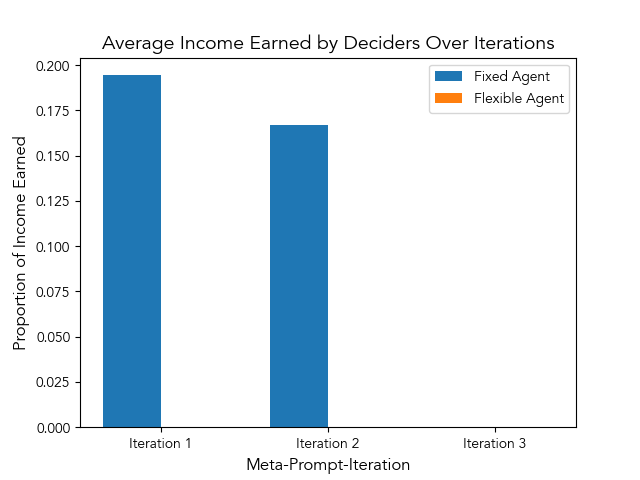 Average Income Earned by Deciders Over Iterations
Fixed Agent
Flexible Agent
Proportion of Income Earned
0.200
0.175
0.150
0.125
0.100
0.075
0.050
0.025
0.000
Iteration 1
Iteration 2
Iteration 3
Meta-Prompt-Iteration